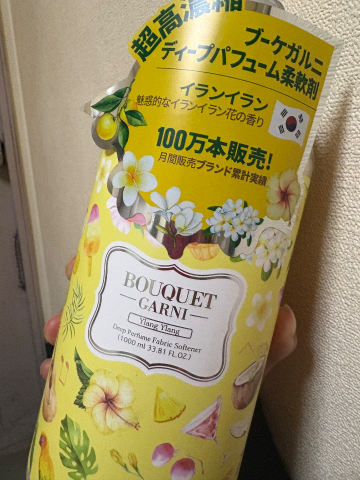 超高濃縮
ブーケガルニ
ディープパフューム柔軟剤
イランイラン
魅惑的なイランイラン花の香り
100万本販売!
月間販売ブランド累計実績
BOUQUET
GARNI
Ylang Ylang
Deep Perfume Fabric Softener
(1000 ml 33.81 FL.OZ.)